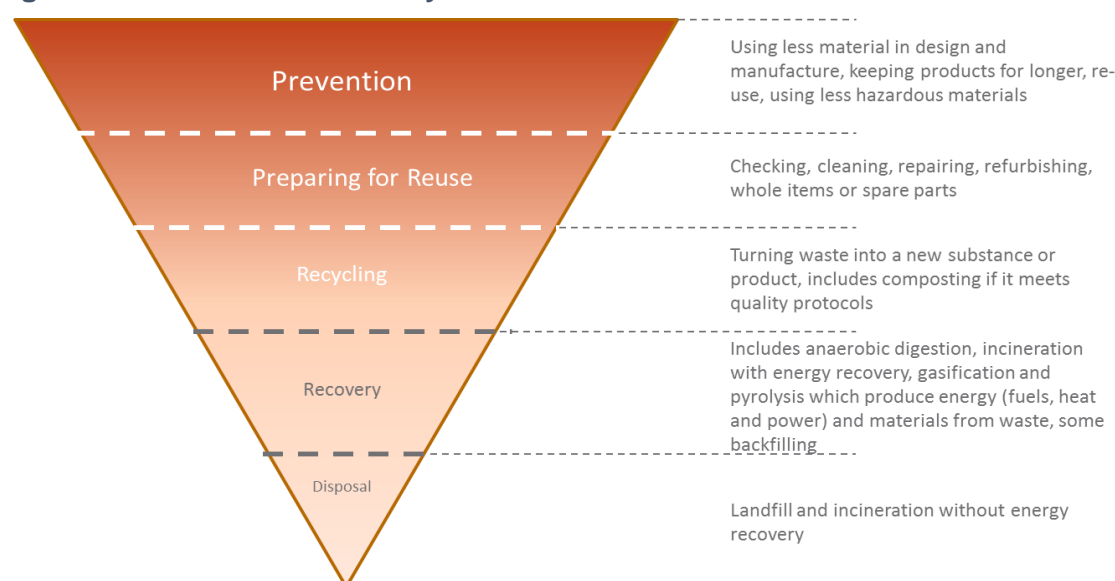 Prevention
Using less material in design and
manufacture, keeping products for longer, re-
use, using less hazardous materials
Preparing for Reuse
Checking, cleaning, repairing, refurbishing,
whole items or spare parts
Recycling
Turning waste into a new substance or
product, includes composting if it meets
quality protocols
Recovery
Includes anaerobic digestion, incineration
with energy recovery, gasification and
pyrolysis which produce energy (fuels, heat
and power) and materials from waste, some
backfilling
Disposal
Landfill and incineration without energy
recovery